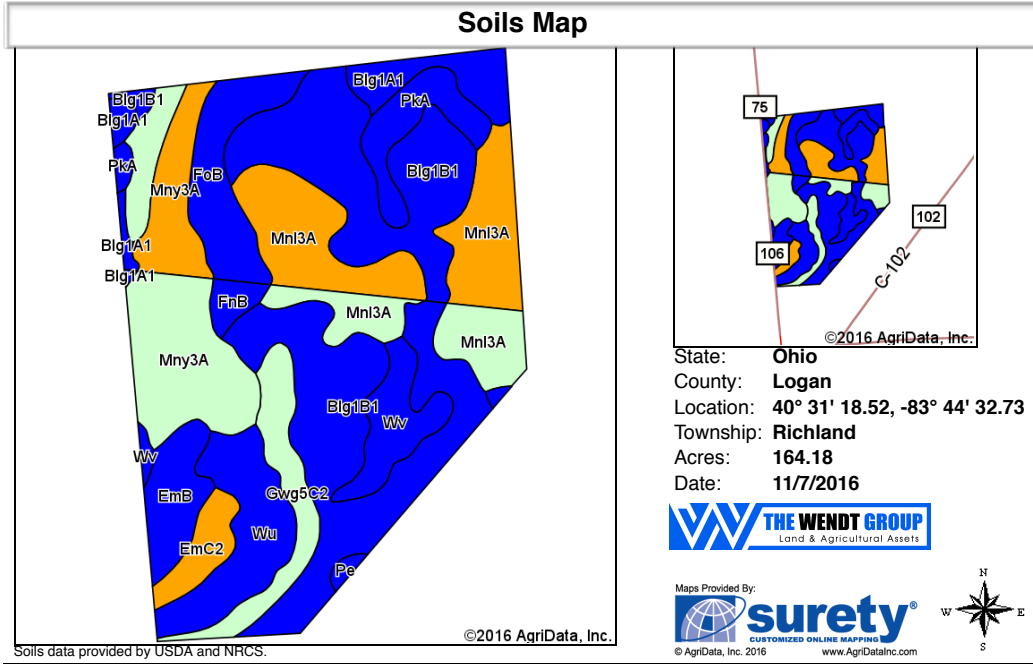 Soils Map
Blg1B1
Blg1A1
Blg1A1
PkA
PkA
Mny3A
FoB
Blg1B1
Blg1A1
Mnl3A
Mnl3A
Blg1A1
FnB
Mnl3A
Mnl3A
Mny3A
Blg1B1
Wv
Wv
EmB
Gwg5C2
Wu
EmC2
Pe
©2016 AgriData, Inc.
Soils data provided by USDA and NRCS.
75
102
106
C-102
©2016 AgriData, Inc.
State: Ohio
County: Logan
Location: 40° 31' 18.52, -83° 44' 32.73
Township: Richland
Acres: 164.18
Date: 11/7/2016
THE WENDT GROUP
Land & Agricultural Assets
Maps Provided By:
surety®
CUSTOMIZED ONLINE MAPPING
© AgriData, Inc. 2016 www.AgriDataInc.com
N
W E
S